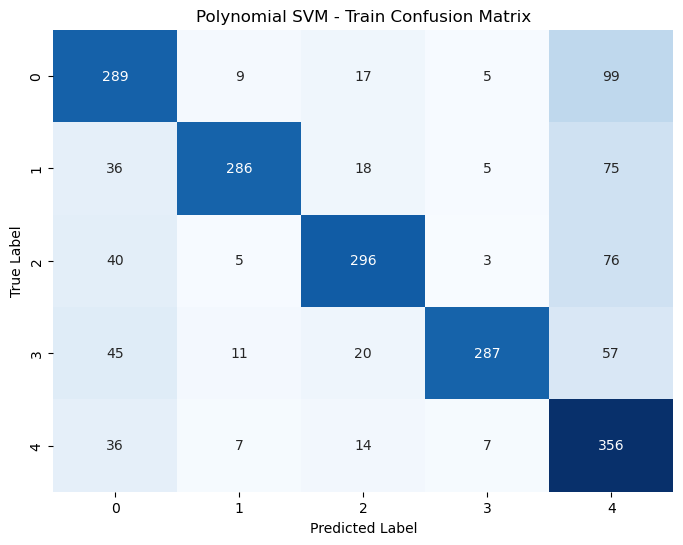 Polynomial SVM - Train Confusion Matrix
0 289 9 17 5 99
1 36 286 18 5 75
2 40 5 296 3 76
3 45 11 20 287 57
4 36 7 14 7 356
0 1 2 3 4
True Label
Predicted Label